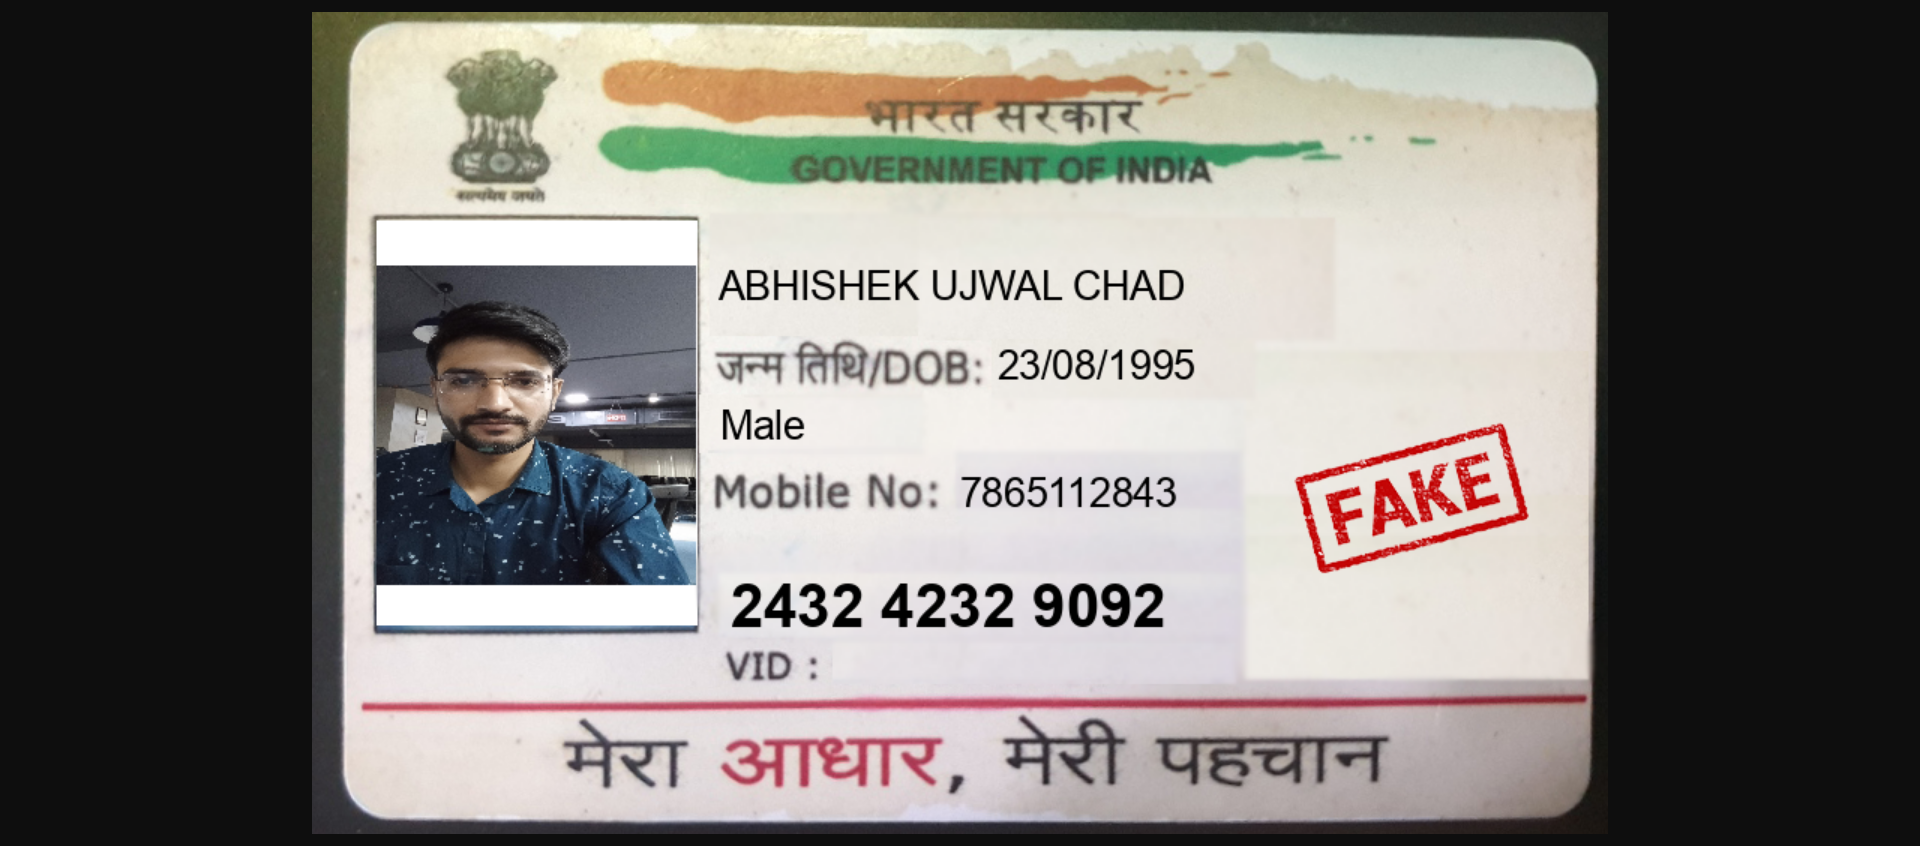 भारत सरकार
GOVERNMENT OF INDIA
सत्यमेव जयते
ABHISHEK UJWAL CHAD
जन्म तिथि/DOB: 23/08/1995
Male
Mobile No: 7865112843
FAKE
2432 4232 9092
VID :
मेरा आधार, मेरी पहचान